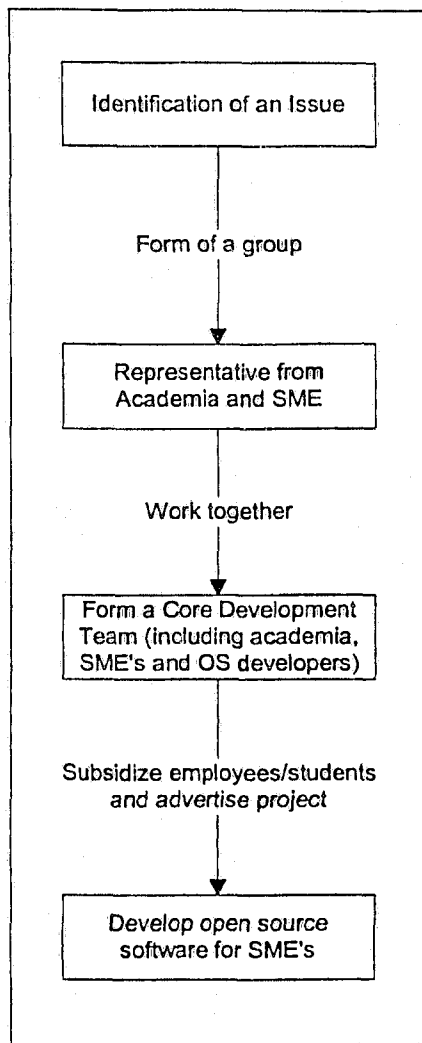 Identification of an Issue
Form of a group
Representative from
Academia and SME
Work together
Form a Core Development
Team (including academia,
SME's and OS developers)
Subsidize employees/students
and advertise project
Develop open source
software for SME's